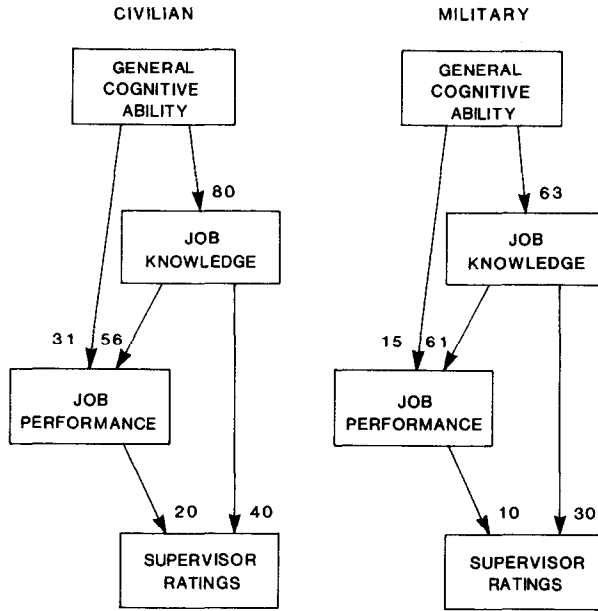 CIVILIAN
GENERAL
COGNITIVE
ABILITY
80
JOB
KNOWLEDGE
31 56
JOB
PERFORMANCE
20 40
SUPERVISOR
RATINGS
MILITARY
GENERAL
COGNITIVE
ABILITY
63
JOB
KNOWLEDGE
15 61
JOB
PERFORMANCE
10 30
SUPERVISOR
RATINGS